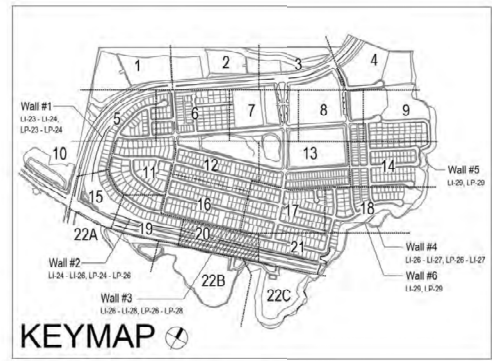 1
2
3
4
Wall #1
LI-23 - LI-24,
LP-23 - LP-24
5
6
7
8
9
10
11
12
13
14
Wall #5
LI-29, LP-29
15
16
17
18
22A
19
20
21
Wall #4
LI-26 - LI-27, LP-26 - LI-27
Wall #2
LI-24 - LI-26, LP-24 - LP-26
Wall #6
LI-29, LP-29
22B
22C
Wall #3
LI-26 - LI-28, LP-26 - LP-28
KEYMAP